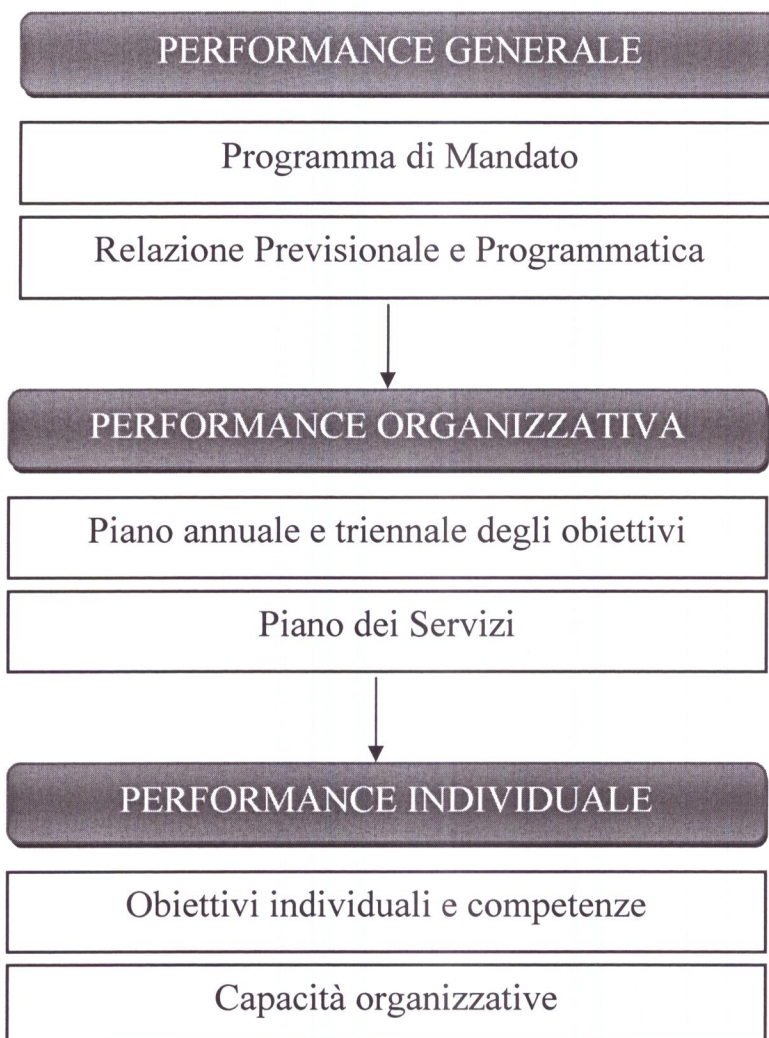 PERFORMANCE GENERALE
Programma di Mandato
Relazione Previsionale e Programmatica
PERFORMANCE ORGANIZZATIVA
Piano annuale e triennale degli obiettivi
Piano dei Servizi
PERFORMANCE INDIVIDUALE
Obiettivi individuali e competenze
Capacità organizzative